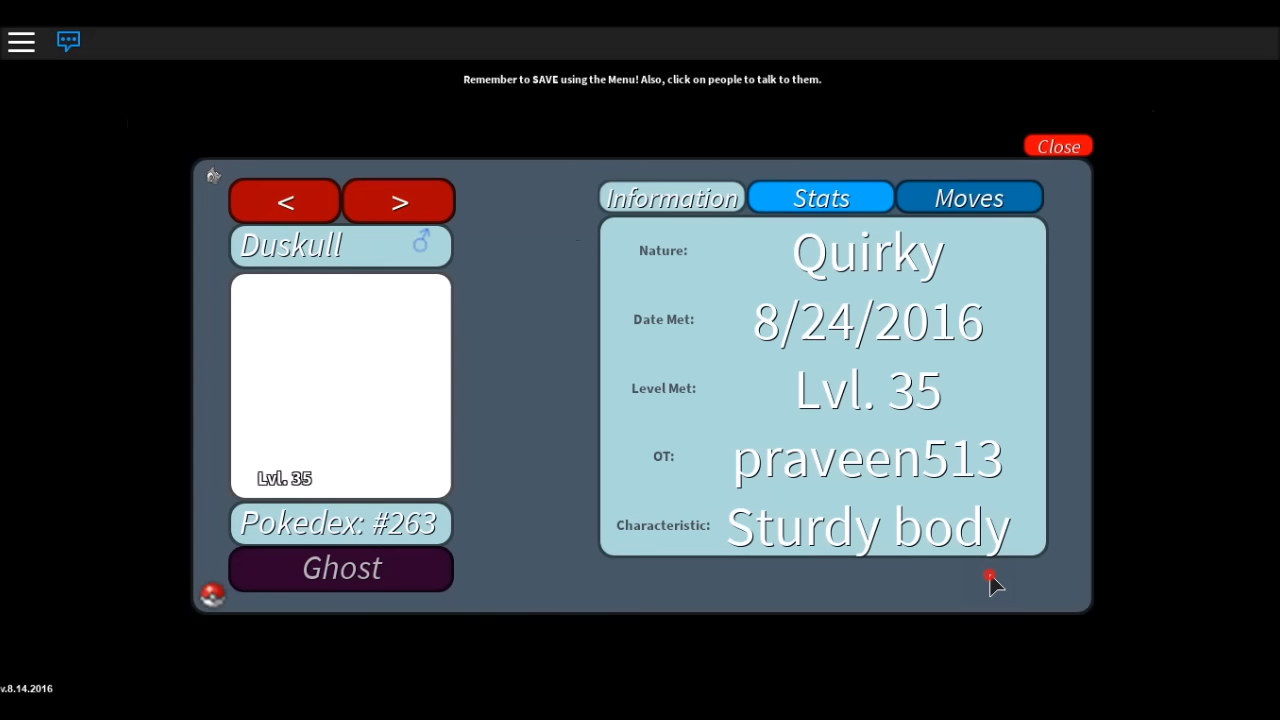 Remember to SAVE using the Menu! Also, click on people to talk to them.
Close
< >
Duskull
Lvl. 35
Pokedex: #263
Ghost
Information Stats Moves
Nature: Quirky
Date Met: 8/24/2016
Level Met: Lvl. 35
OT: praveen513
Characteristic: Sturdy body
v.8.14.2016